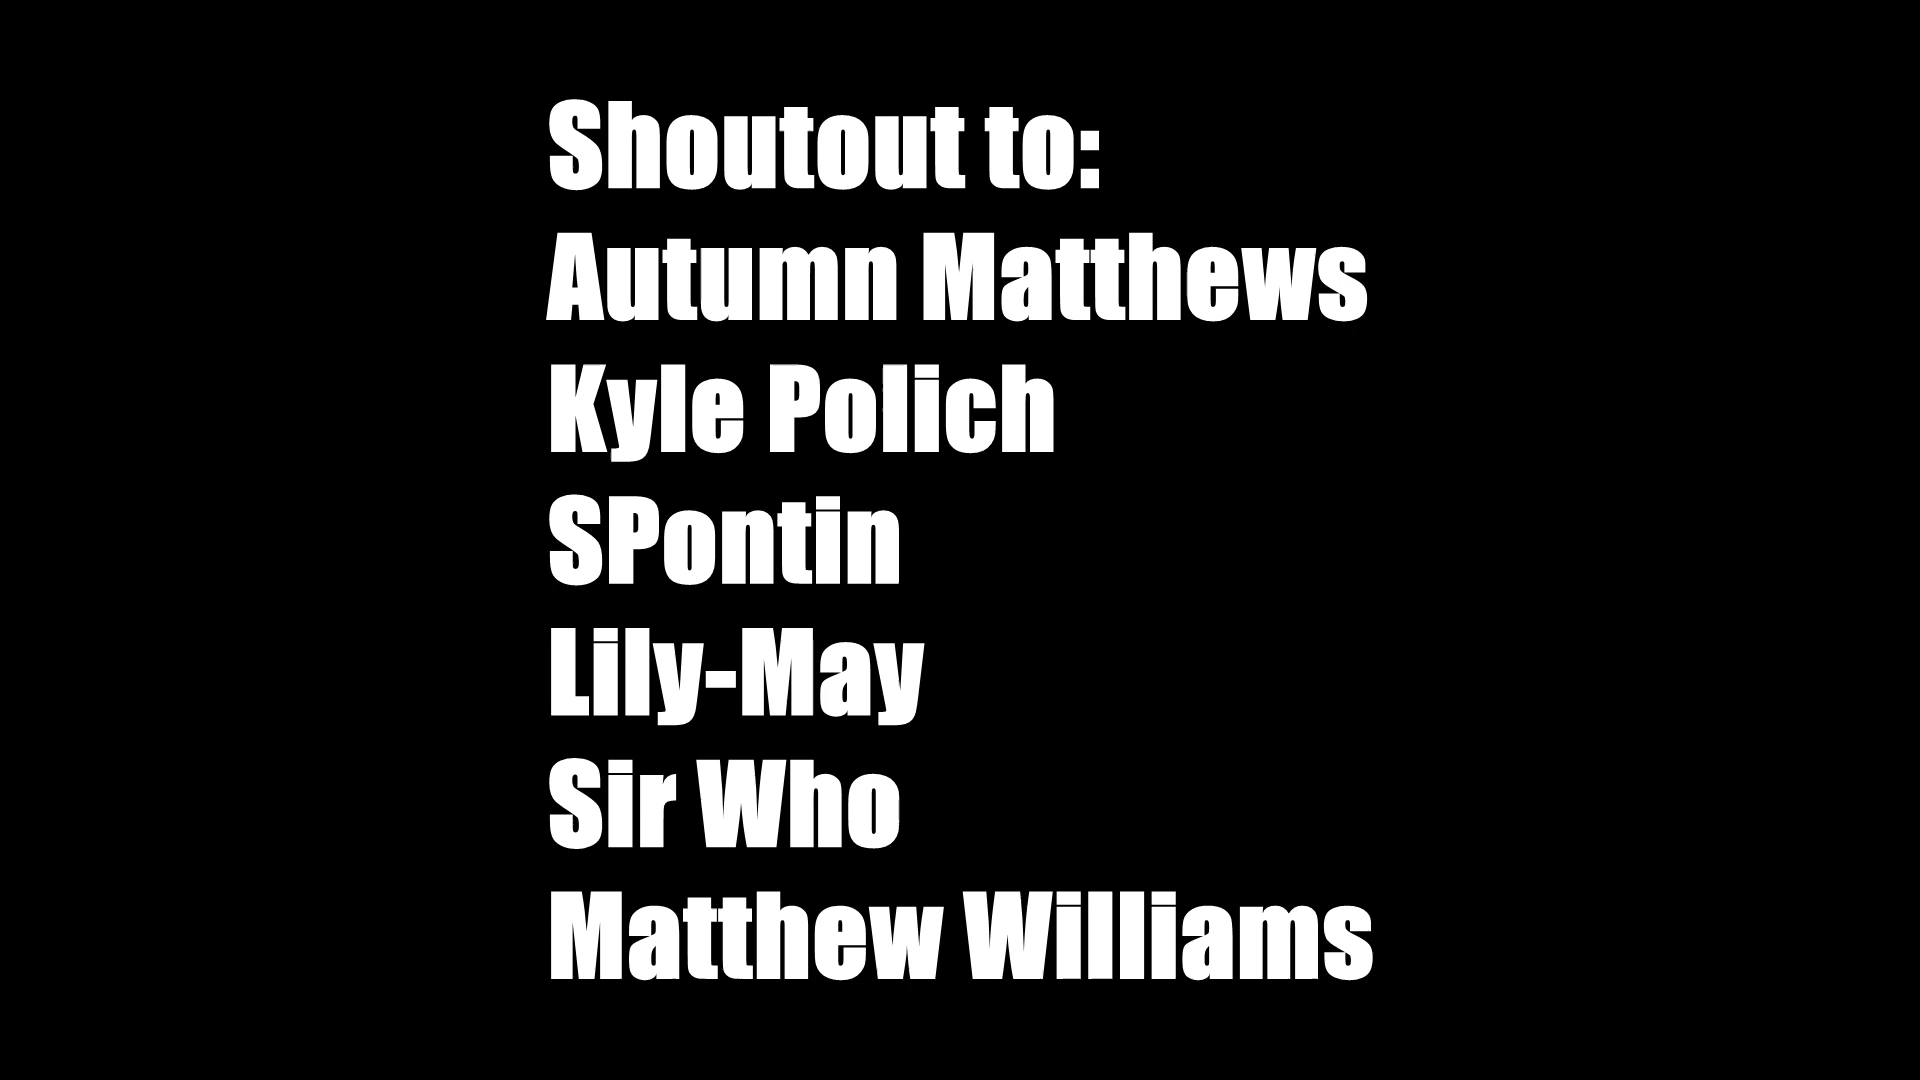 Shoutout to:
Autumn Matthews
Kyle Polich
SPontin
Lily-May
Sir Who
Matthew Williams